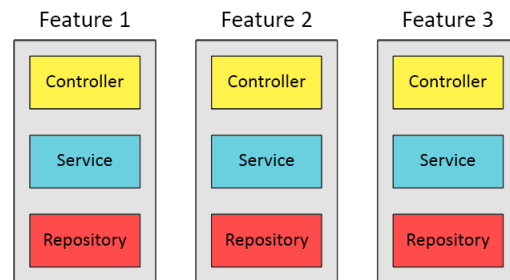 Feature 1
Feature 2
Feature 3
Controller
Controller
Controller
Service
Service
Service
Repository
Repository
Repository